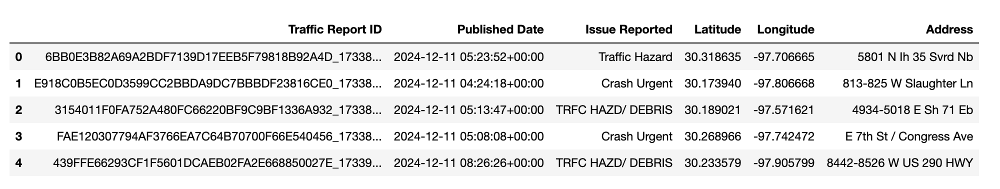 Traffic Report ID Published Date Issue Reported Latitude Longitude Address
0 6BB0E3B82A69A2BDF7139D17EEB5F79818B92A4D_17338... 2024-12-11 05:23:52+00:00 Traffic Hazard 30.318635 -97.706665 5801 N Ih 35 Svrd Nb
1 E918C0B5EC0D3599CC2BBDA9DC7BBBDF23816CE0_17338... 2024-12-11 04:24:18+00:00 Crash Urgent 30.173940 -97.806668 813-825 W Slaughter Ln
2 3154011F0FA752A480FC66220BF9C9BF1336A932_17338... 2024-12-11 05:13:47+00:00 TRFC HAZD/ DEBRIS 30.189021 -97.571621 4934-5018 E Sh 71 Eb
3 FAE120307794AF3766EA7C64B70700F66E540456_17338... 2024-12-11 05:08:08+00:00 Crash Urgent 30.268966 -97.742472 E 7th St / Congress Ave
4 439FFE66293CF1F5601DCAEB02FA2E668850027E_17339... 2024-12-11 08:26:26+00:00 TRFC HAZD/ DEBRIS 30.233579 -97.905799 8442-8526 W US 290 HWY